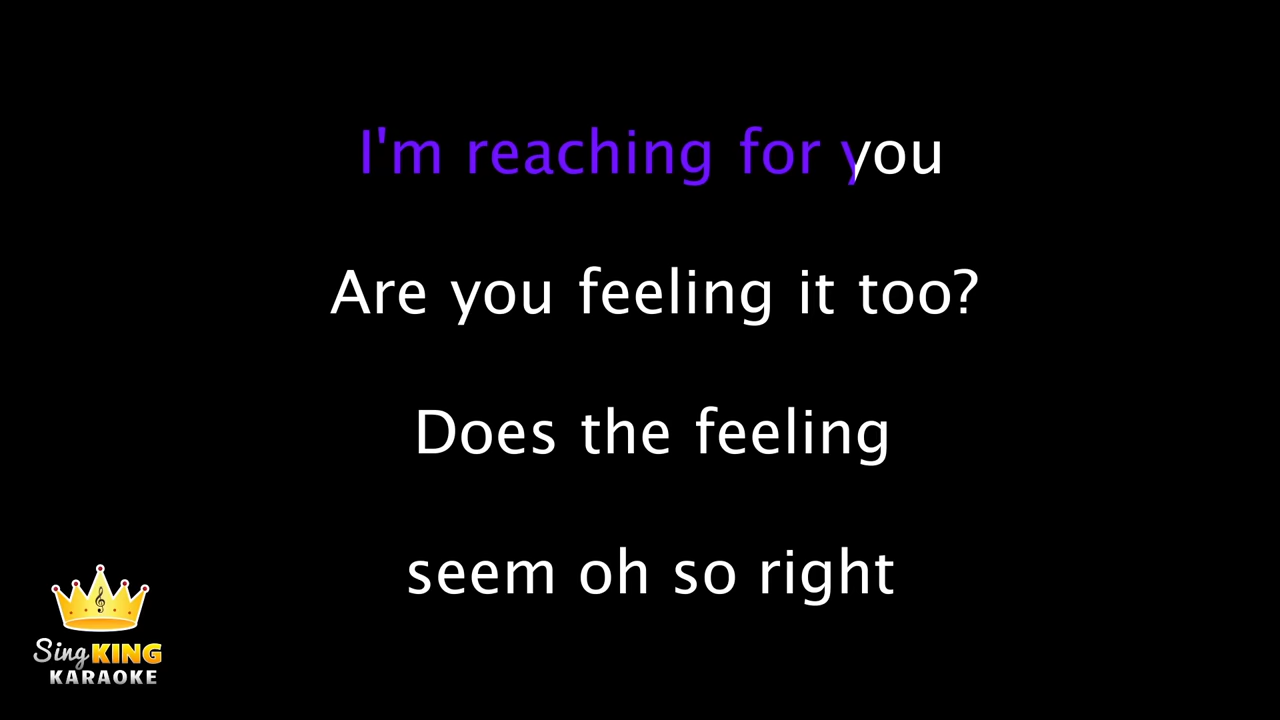 I'm reaching for you
Are you feeling it too?
Does the feeling
seem oh so right
Sing KING
KARAOKE